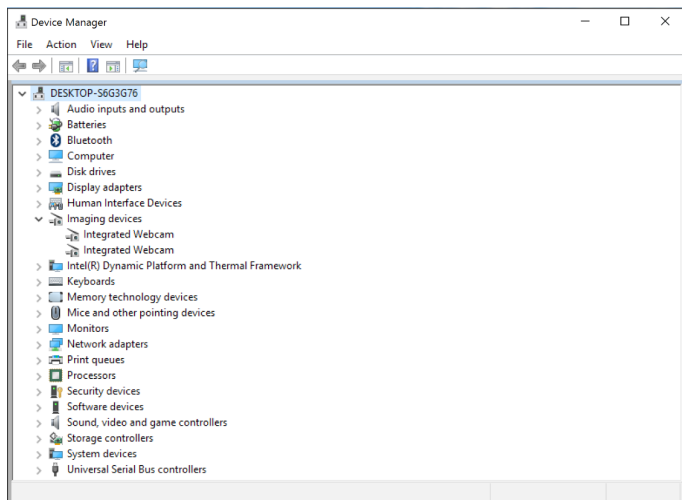 Device Manager
File Action View Help
DESKTOP-S6G3G76
Audio inputs and outputs
Batteries
Bluetooth
Computer
Disk drives
Display adapters
Human Interface Devices
Imaging devices
Integrated Webcam
Integrated Webcam
Intel(R) Dynamic Platform and Thermal Framework
Keyboards
Memory technology devices
Mice and other pointing devices
Monitors
Network adapters
Print queues
Processors
Security devices
Software devices
Sound, video and game controllers
Storage controllers
System devices
Universal Serial Bus controllers